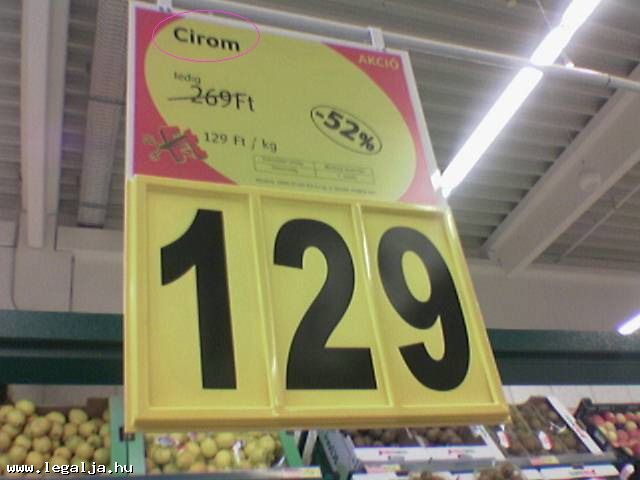 Cirom
AKCIÓ
ledig
269Ft
-52%
129 Ft / kg
129
www.legalja.hu